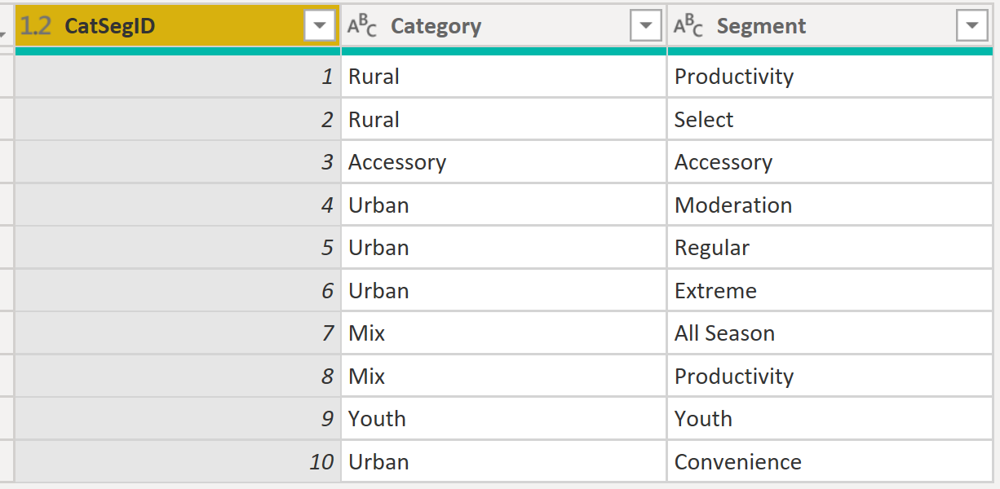 1.2 CatSegID ABC Category ABC Segment
1 Rural Productivity
2 Rural Select
3 Accessory Accessory
4 Urban Moderation
5 Urban Regular
6 Urban Extreme
7 Mix All Season
8 Mix Productivity
9 Youth Youth
10 Urban Convenience